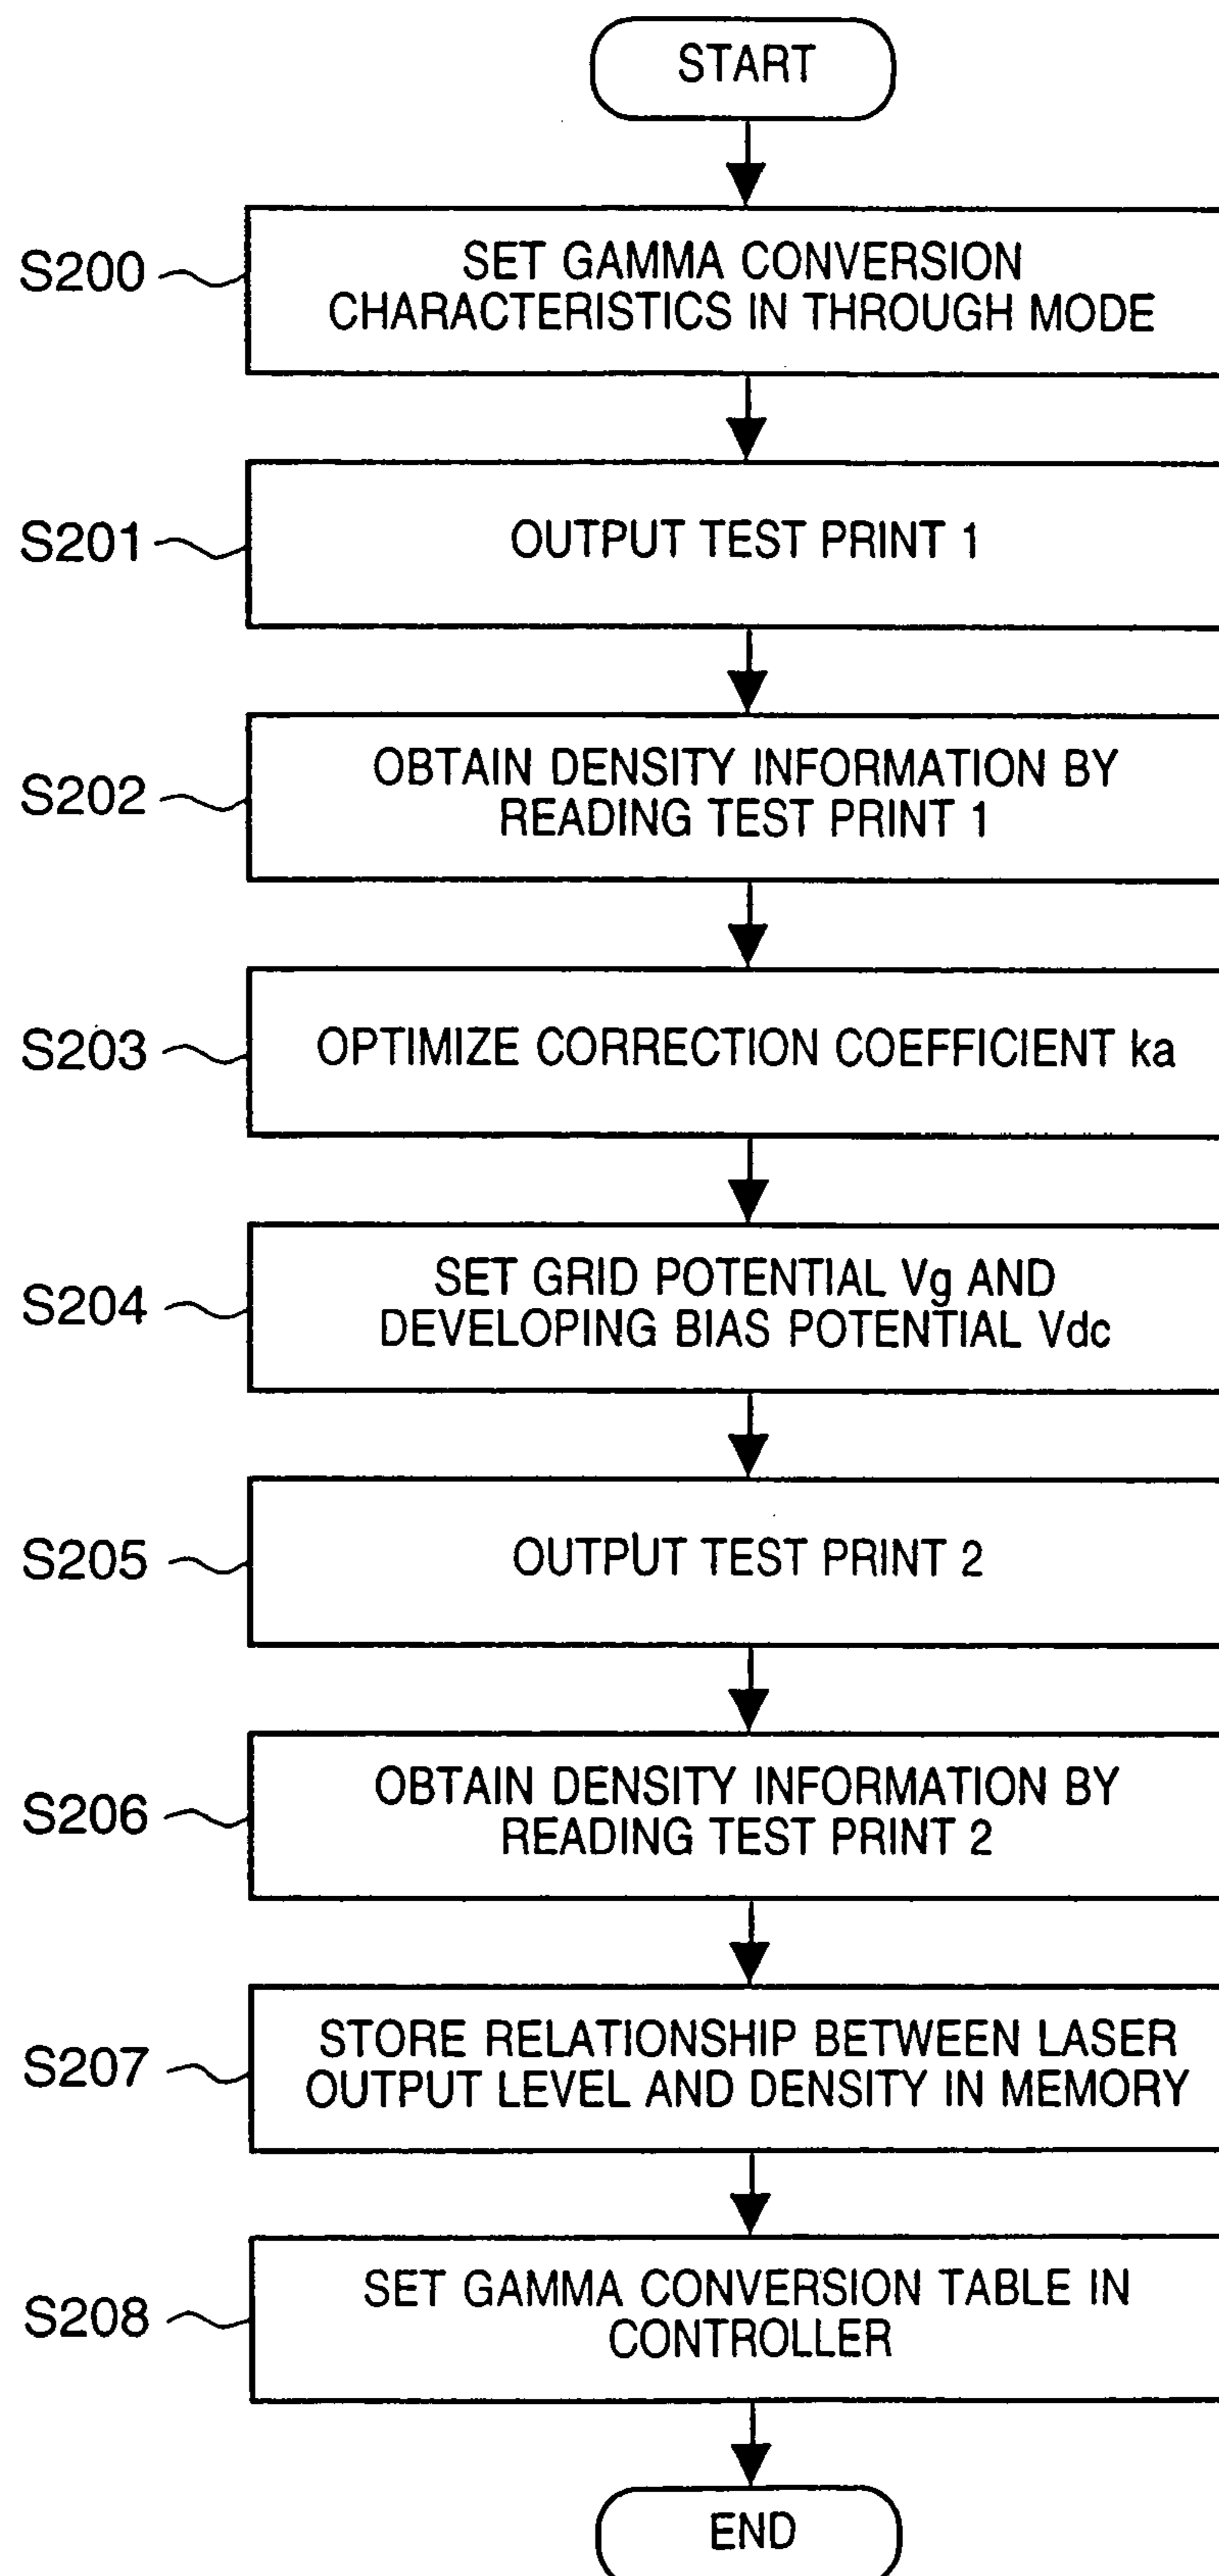 START
S200
SET GAMMA CONVERSION
CHARACTERISTICS IN THROUGH MODE
S201
OUTPUT TEST PRINT 1
S202
OBTAIN DENSITY INFORMATION BY
READING TEST PRINT 1
S203
OPTIMIZE CORRECTION COEFFICIENT ka
S204
SET GRID POTENTIAL Vg AND
DEVELOPING BIAS POTENTIAL Vdc
S205
OUTPUT TEST PRINT 2
S206
OBTAIN DENSITY INFORMATION BY
READING TEST PRINT 2
S207
STORE RELATIONSHIP BETWEEN LASER
OUTPUT LEVEL AND DENSITY IN MEMORY
S208
SET GAMMA CONVERSION TABLE IN
CONTROLLER
END